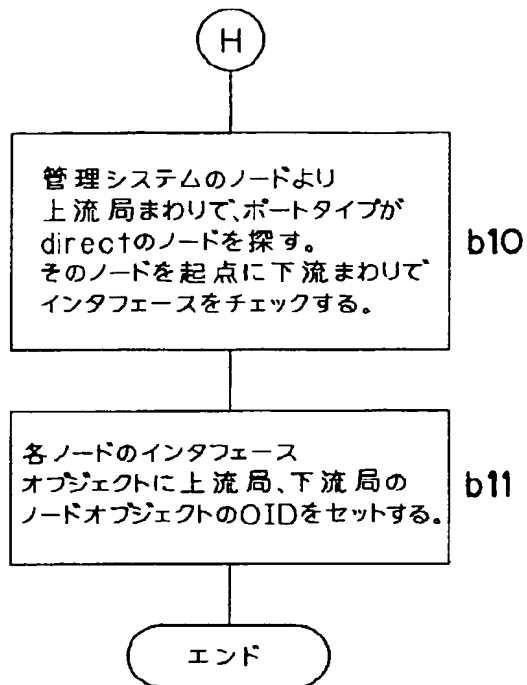 H
管理システムのノードより
上流局まわりで、ポートタイプが
directのノードを探す。
そのノードを起点に下流まわりで
インタフェースをチェックする。
b10
各ノードのインタフェース
オブジェクトに上流局、下流局の
ノードオブジェクトのOIDをセットする。
b11
エンド